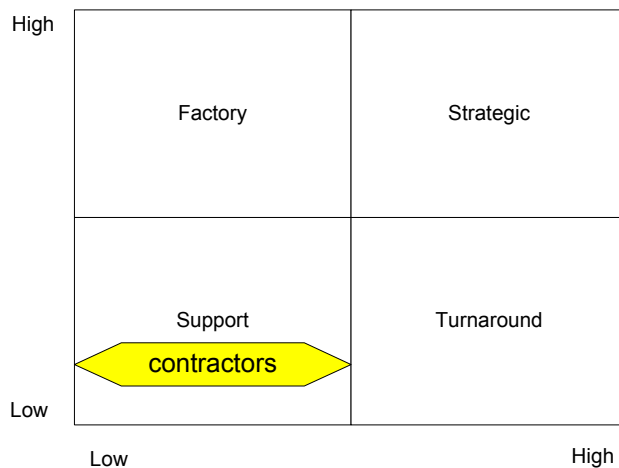 High
Factory
Strategic
Support
Turnaround
contractors
Low
Low
High